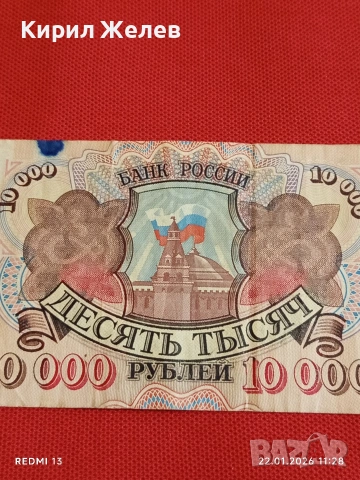 Кирил Желев
10 000
БАНК РОССИИ
10 000
ДЕСЯТЬ ТЫСЯЧ
0 000 РУБЛЕЙ 10 000
REDMI 13
22.01.2026 11:28
bazar